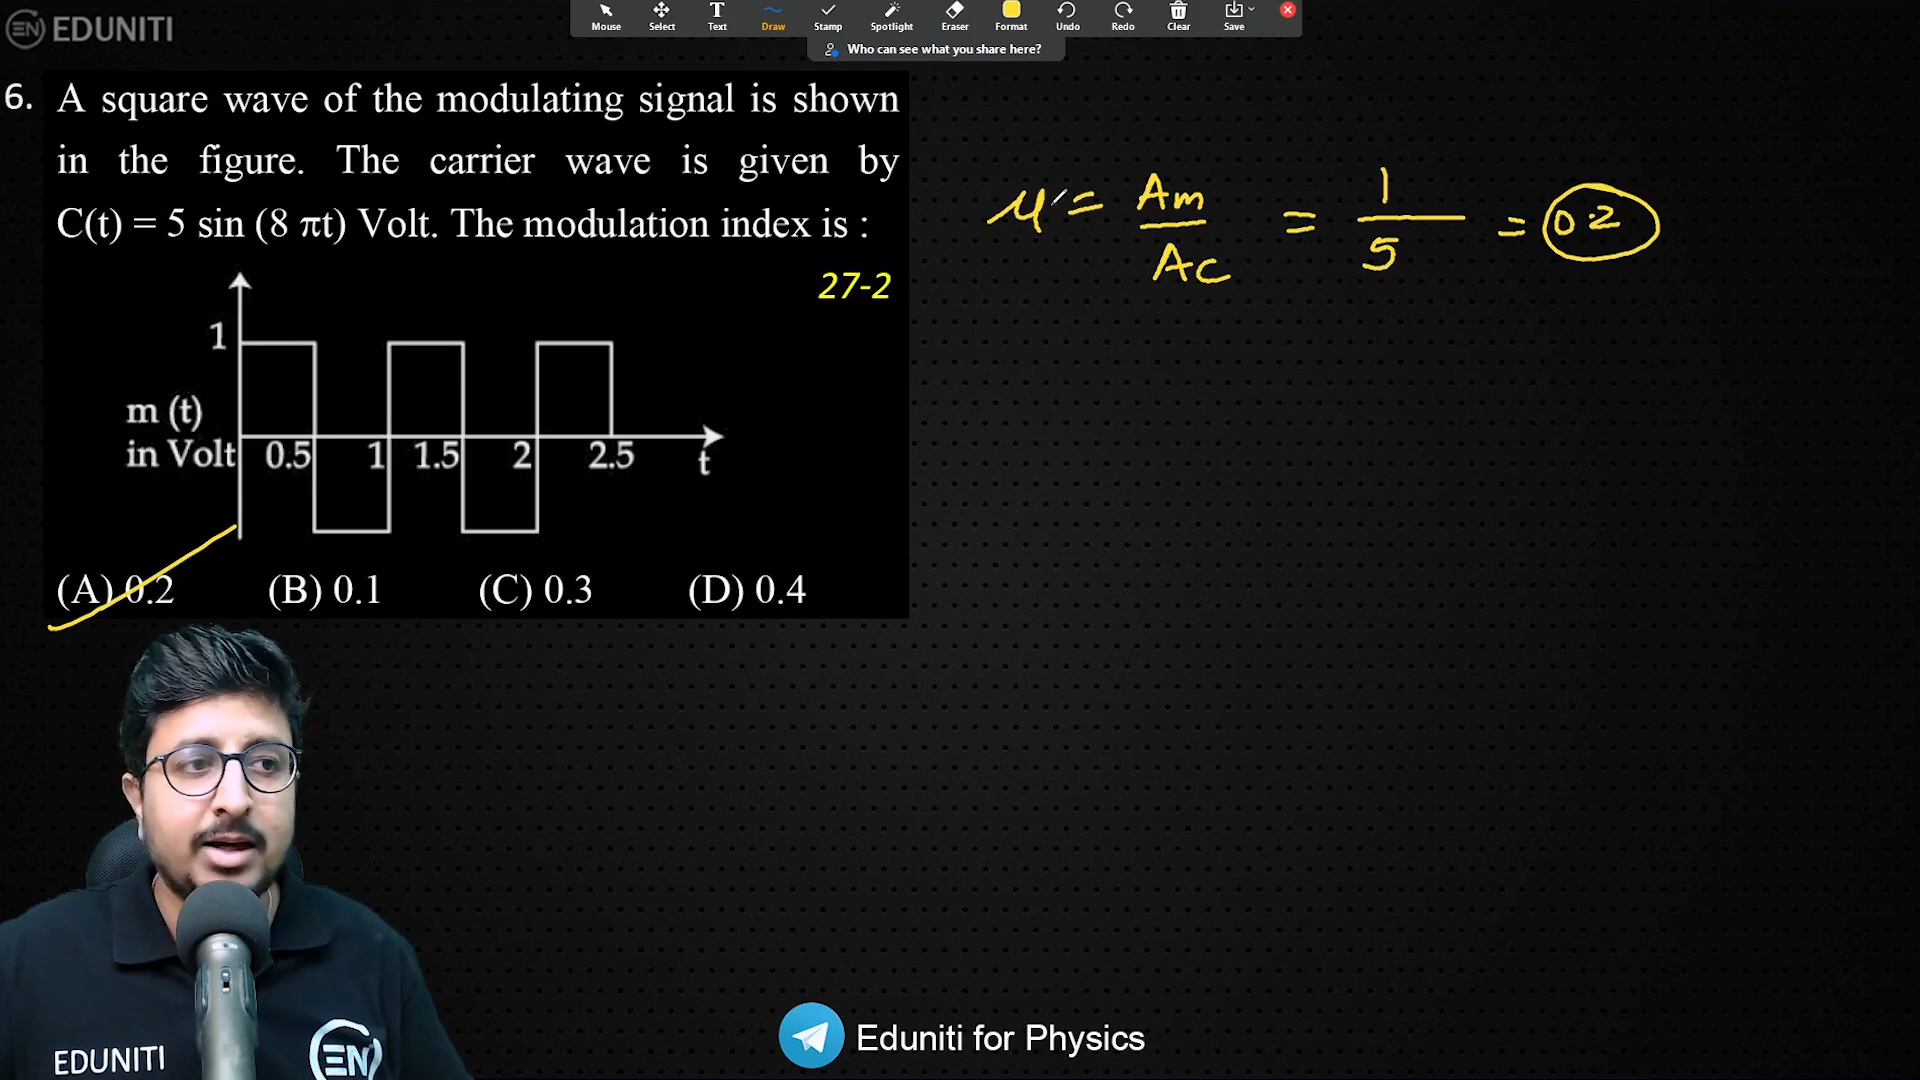 EN EDUNITI
Mouse Select Text Draw Stamp Spotlight Eraser Format Undo Redo Clear Save
Who can see what you share here?
6. A square wave of the modulating signal is shown
in the figure. The carrier wave is given by
C(t) = 5 sin (8 πt) Volt. The modulation index is :
27-2
1
m (t)
in Volt
0.5 1 1.5 2 2.5 t
(A) 0.2 (B) 0.1 (C) 0.3 (D) 0.4
μ = Am/Ac = 1/5 = 0.2
EDUNITI
EN
Eduniti for Physics